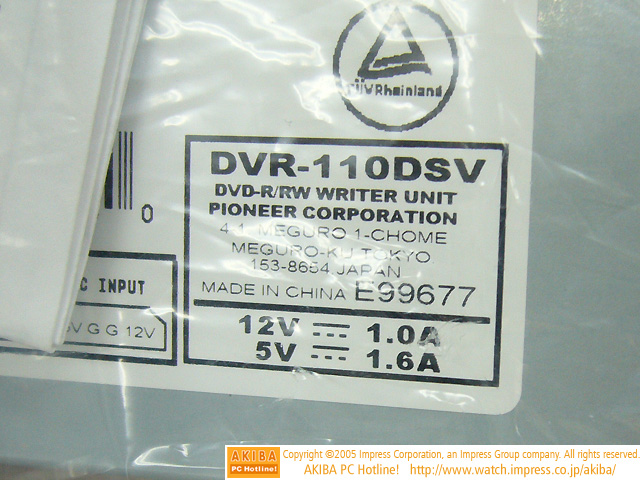 TÜVRheinland
DVR-110DSV
DVD-R/RW WRITER UNIT
PIONEER CORPORATION
4-1, MEGURO 1-CHOME
MEGURO-KU TOKYO
153-8654 JAPAN
MADE IN CHINA E99677
12V ⎓ 1.0A
5V ⎓ 1.6A
0
C INPUT
5V G G 12V
AKIBA
PC Hotline!
Copyright ©2005 Impress Corporation, an Impress Group company. All rights reserved.
AKIBA PC Hotline! http://www.watch.impress.co.jp/akiba/